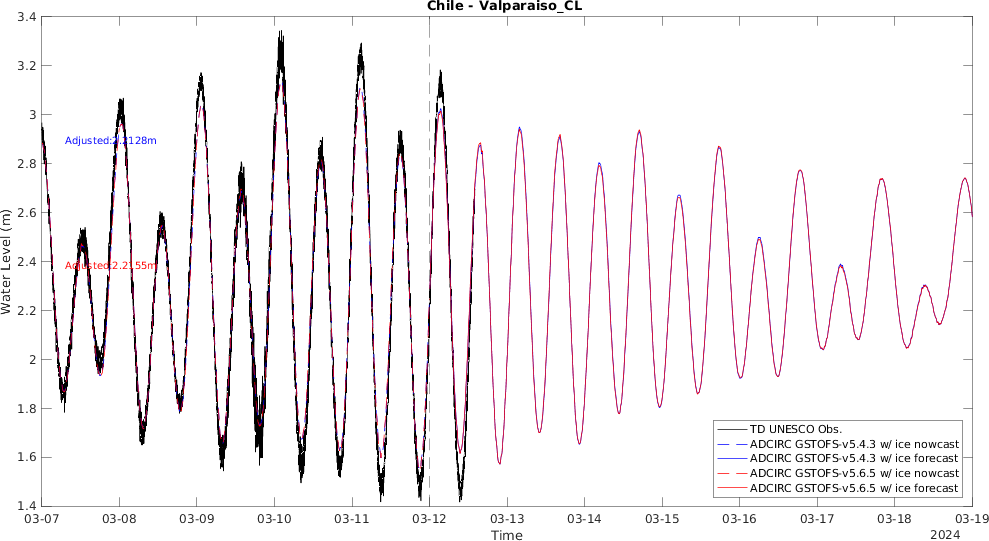 Chile - Valparaiso_CL
3.4
3.2
3
2.8
2.6
2.4
2.2
2
1.8
1.6
1.4
Water Level (m)
Adjusted:2.2128m
Adjusted:2.2155m
TD UNESCO Obs.
ADCIRC GSTOFS-v5.4.3 w/ ice nowcast
ADCIRC GSTOFS-v5.4.3 w/ ice forecast
ADCIRC GSTOFS-v5.6.5 w/ ice nowcast
ADCIRC GSTOFS-v5.6.5 w/ ice forecast
03-07 03-08 03-09 03-10 03-11 03-12 03-13 03-14 03-15 03-16 03-17 03-18 03-19
Time
2024